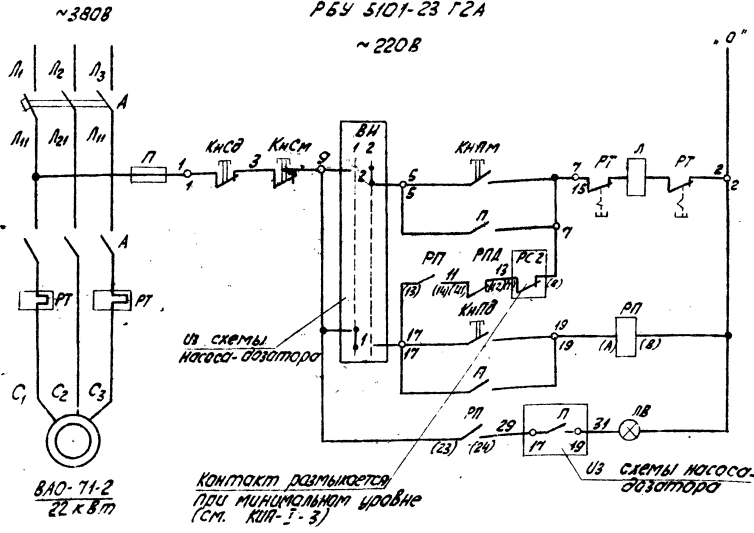 ~380В
РБУ 5101-23 Г2А
~220В
"О"
Л1 Л2 Л3
А
Л11 Л21 Л11
П
1
1
КнСд
3
КнСм
9
ВН
1 2
2
5
5
КнПм
7
15
РТ
Л
РТ
2
2
П
7
РП
(13)
11
(14)(41)
РПД
13
РС2
(8)
А
РТ
РТ
Из схемы
насоса-дозатора
1
17
17
КнПд
19
19
(А)
РП
(В)
Л
С1 С2 С3
РП
(23)
(24)
29
Л
17
19
31
ЛВ
ВАО-71-2
22 кВт
Контакт размыкается
при минимальном уровне
(см. КИА-I-3)
Из схемы насоса-
дозатора